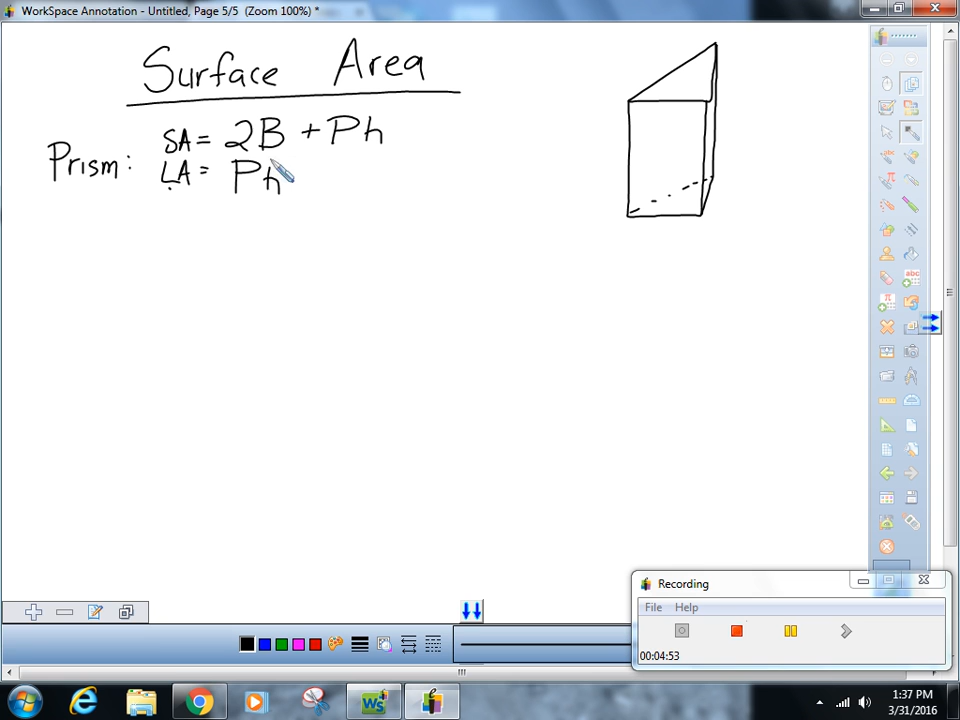 WorkSpace Annotation - Untitled, Page 5/5 (Zoom 100%) *
Surface Area
Prism:
SA = 2B + Ph
LA = Ph
abc
π
Recording
File Help
00:04:53
1:37 PM
3/31/2016